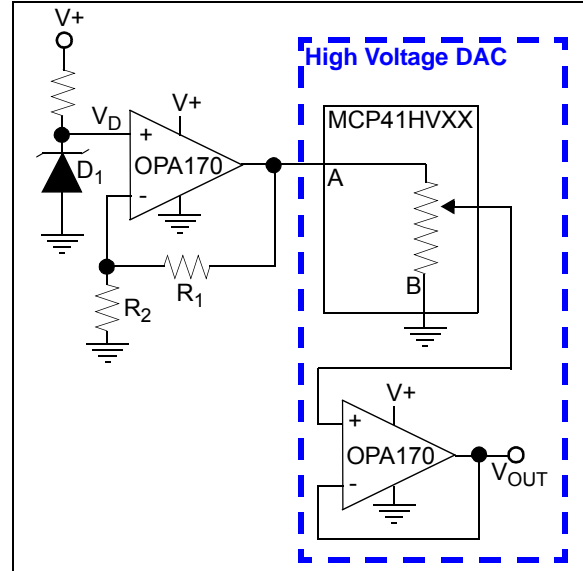 V+
High Voltage DAC
V+
MCP41HVXX
VD
+
OPA170
D1
A
-
R1
B
R2
V+
+
OPA170
VOUT
-